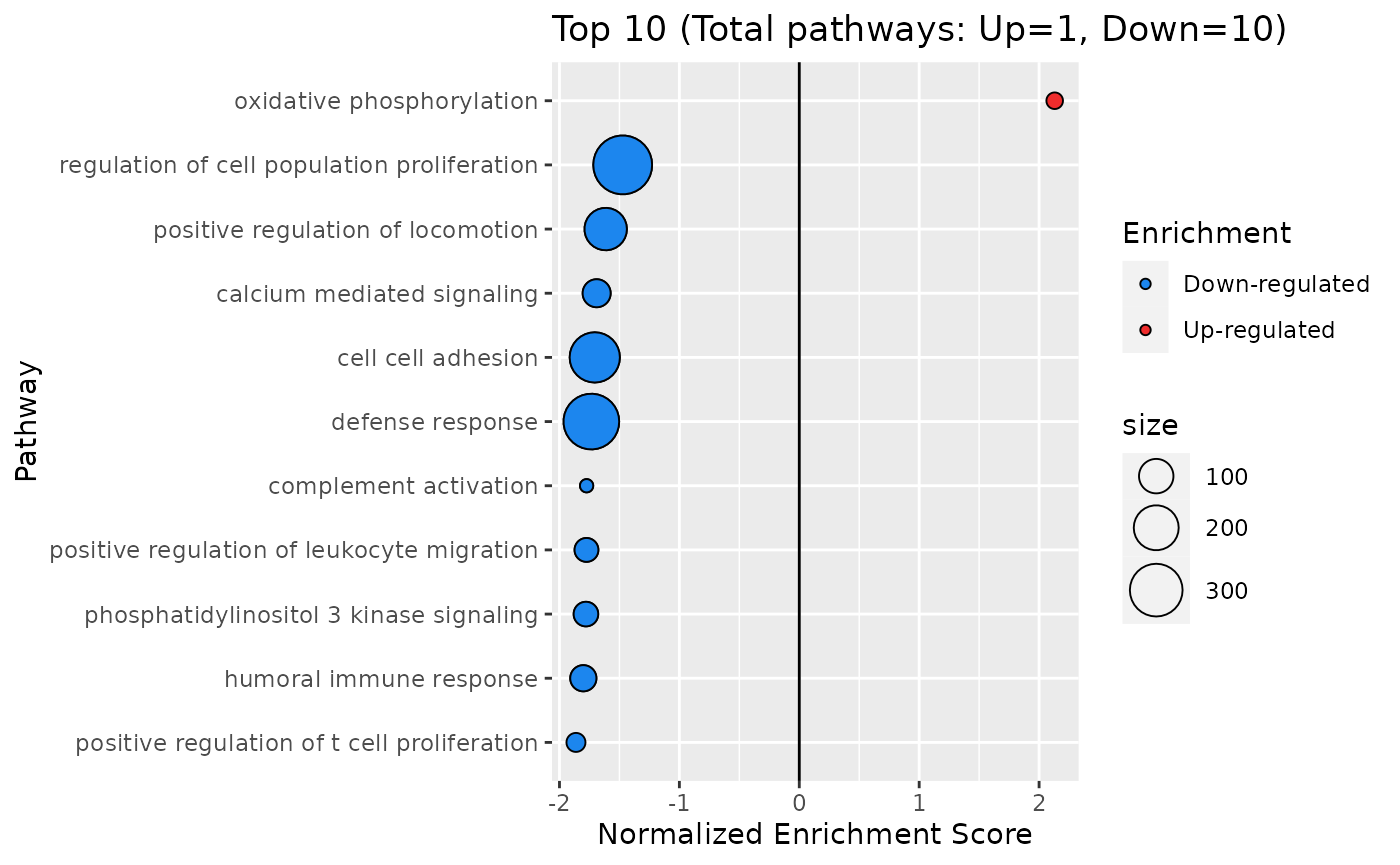 Top 10 (Total pathways: Up=1, Down=10)
Pathway
oxidative phosphorylation
regulation of cell population proliferation
positive regulation of locomotion
calcium mediated signaling
cell cell adhesion
defense response
complement activation
positive regulation of leukocyte migration
phosphatidylinositol 3 kinase signaling
humoral immune response
positive regulation of t cell proliferation
-2 -1 0 1 2
Normalized Enrichment Score
Enrichment
Down-regulated
Up-regulated
size
100
200
300